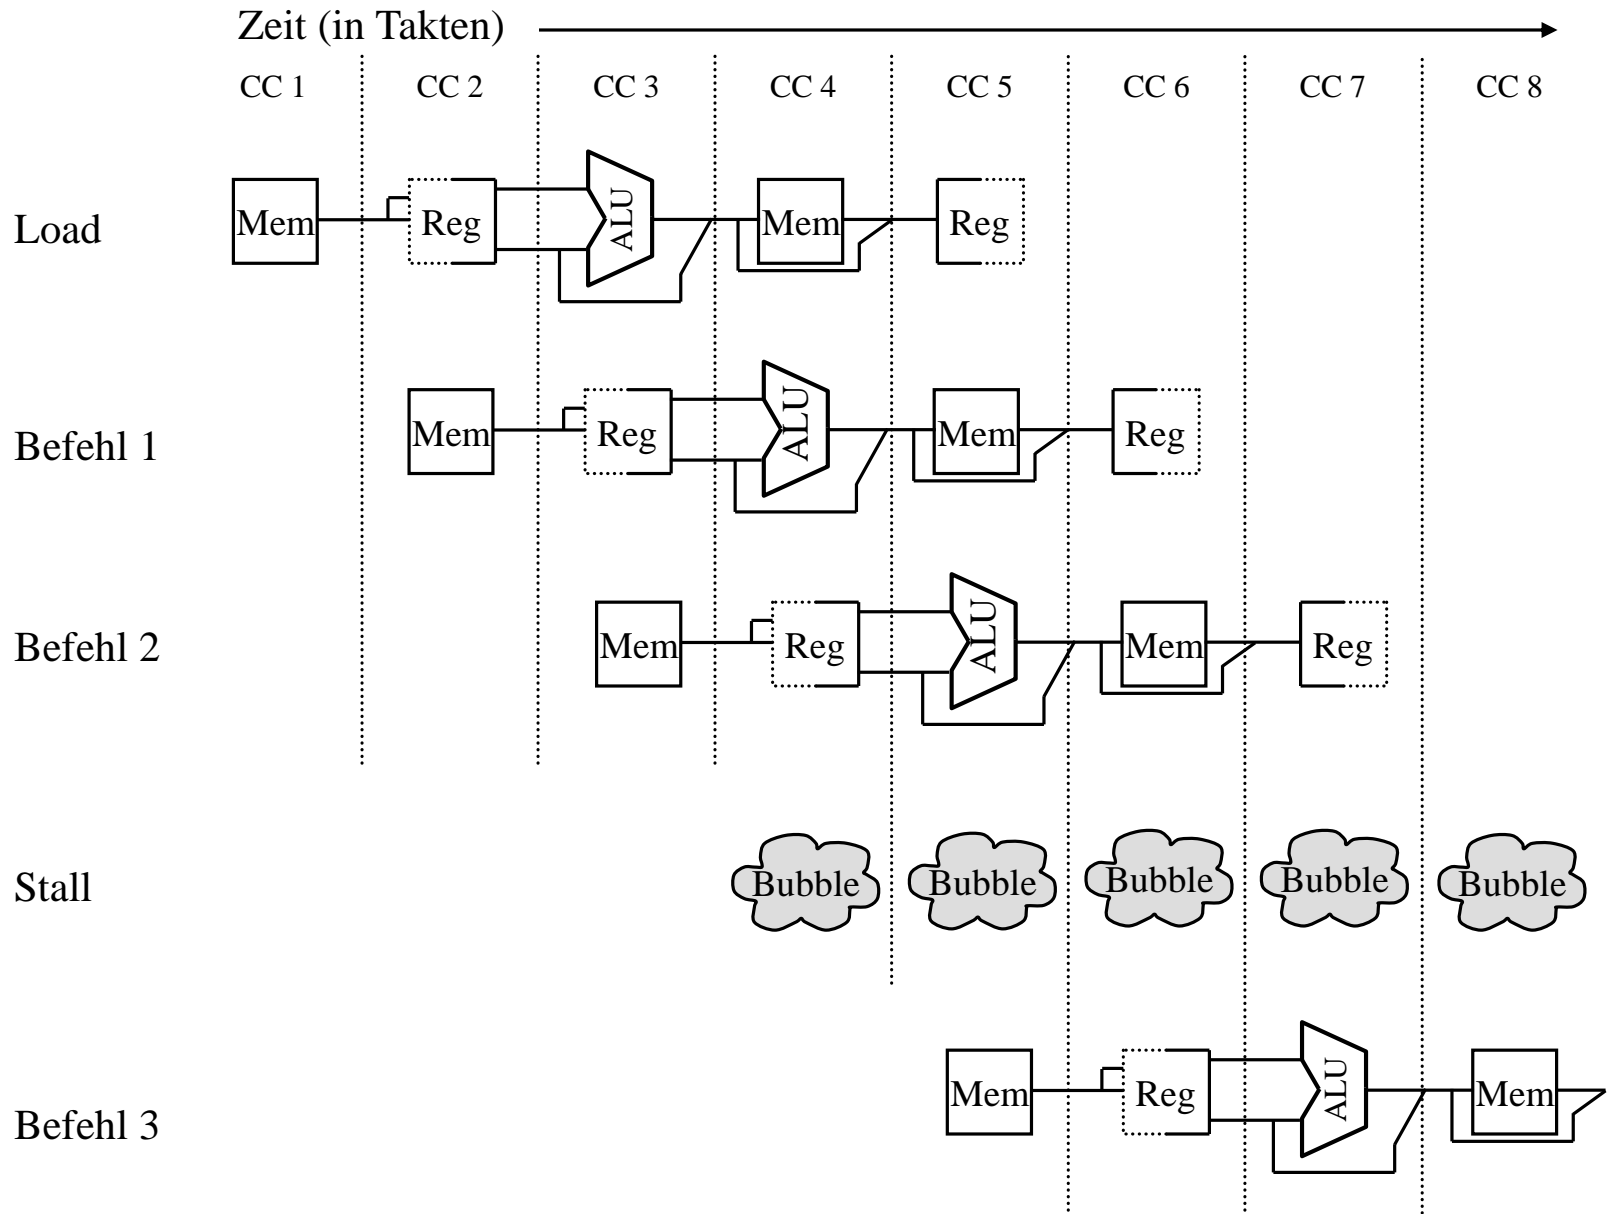 Zeit (in Takten)
CC 1 CC 2 CC 3 CC 4 CC 5 CC 6 CC 7 CC 8
Load Mem Reg ALU Mem Reg
Befehl 1 Mem Reg ALU Mem Reg
Befehl 2 Mem Reg ALU Mem Reg
Stall Bubble Bubble Bubble Bubble Bubble
Befehl 3 Mem Reg ALU Mem